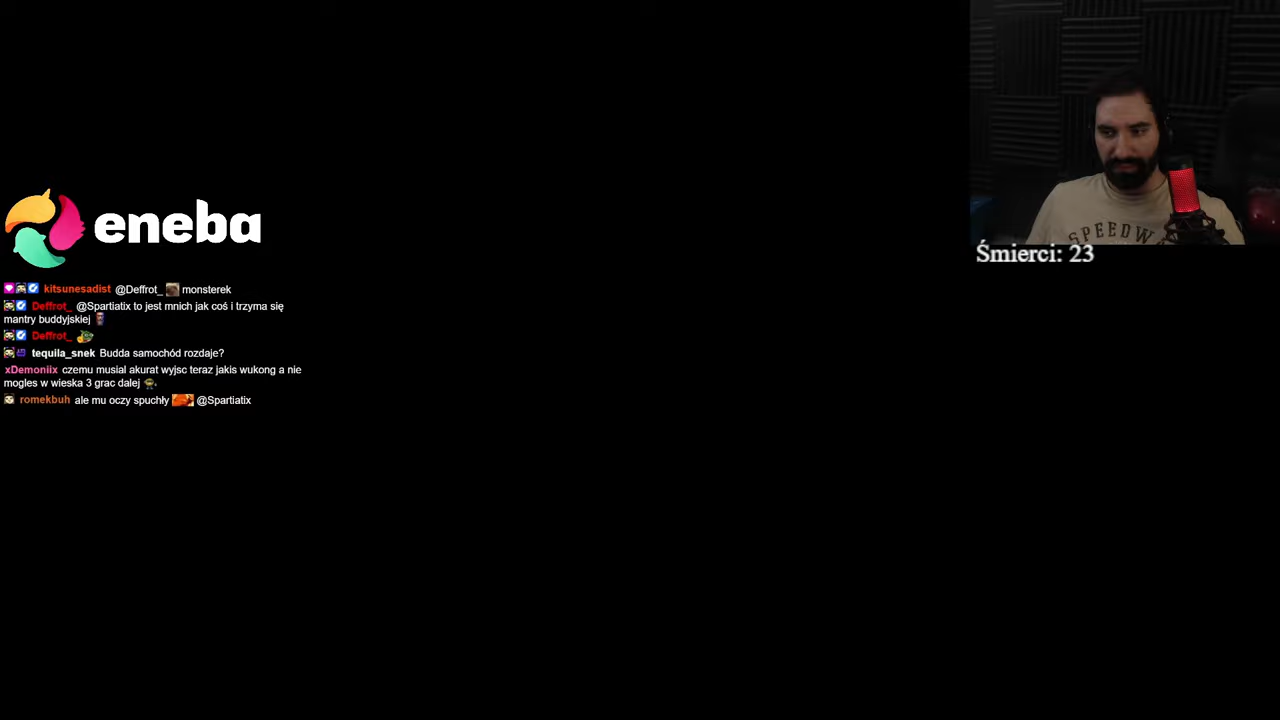 eneba
kitsunesadist @Deffrot_ monsterek
Deffrot_ @Spartiatix to jest mnich jak coś i trzyma się
mantry buddyjskiej
Deffrot_
tequila_snek Budda samochód rozdaje?
xDemoniix czemu musial akurat wyjsc teraz jakis wukong a nie
mogles w wieska 3 grac dalej
romekbuh ale mu oczy spuchły @Spartiatix
SPEEDW
Śmierci: 23